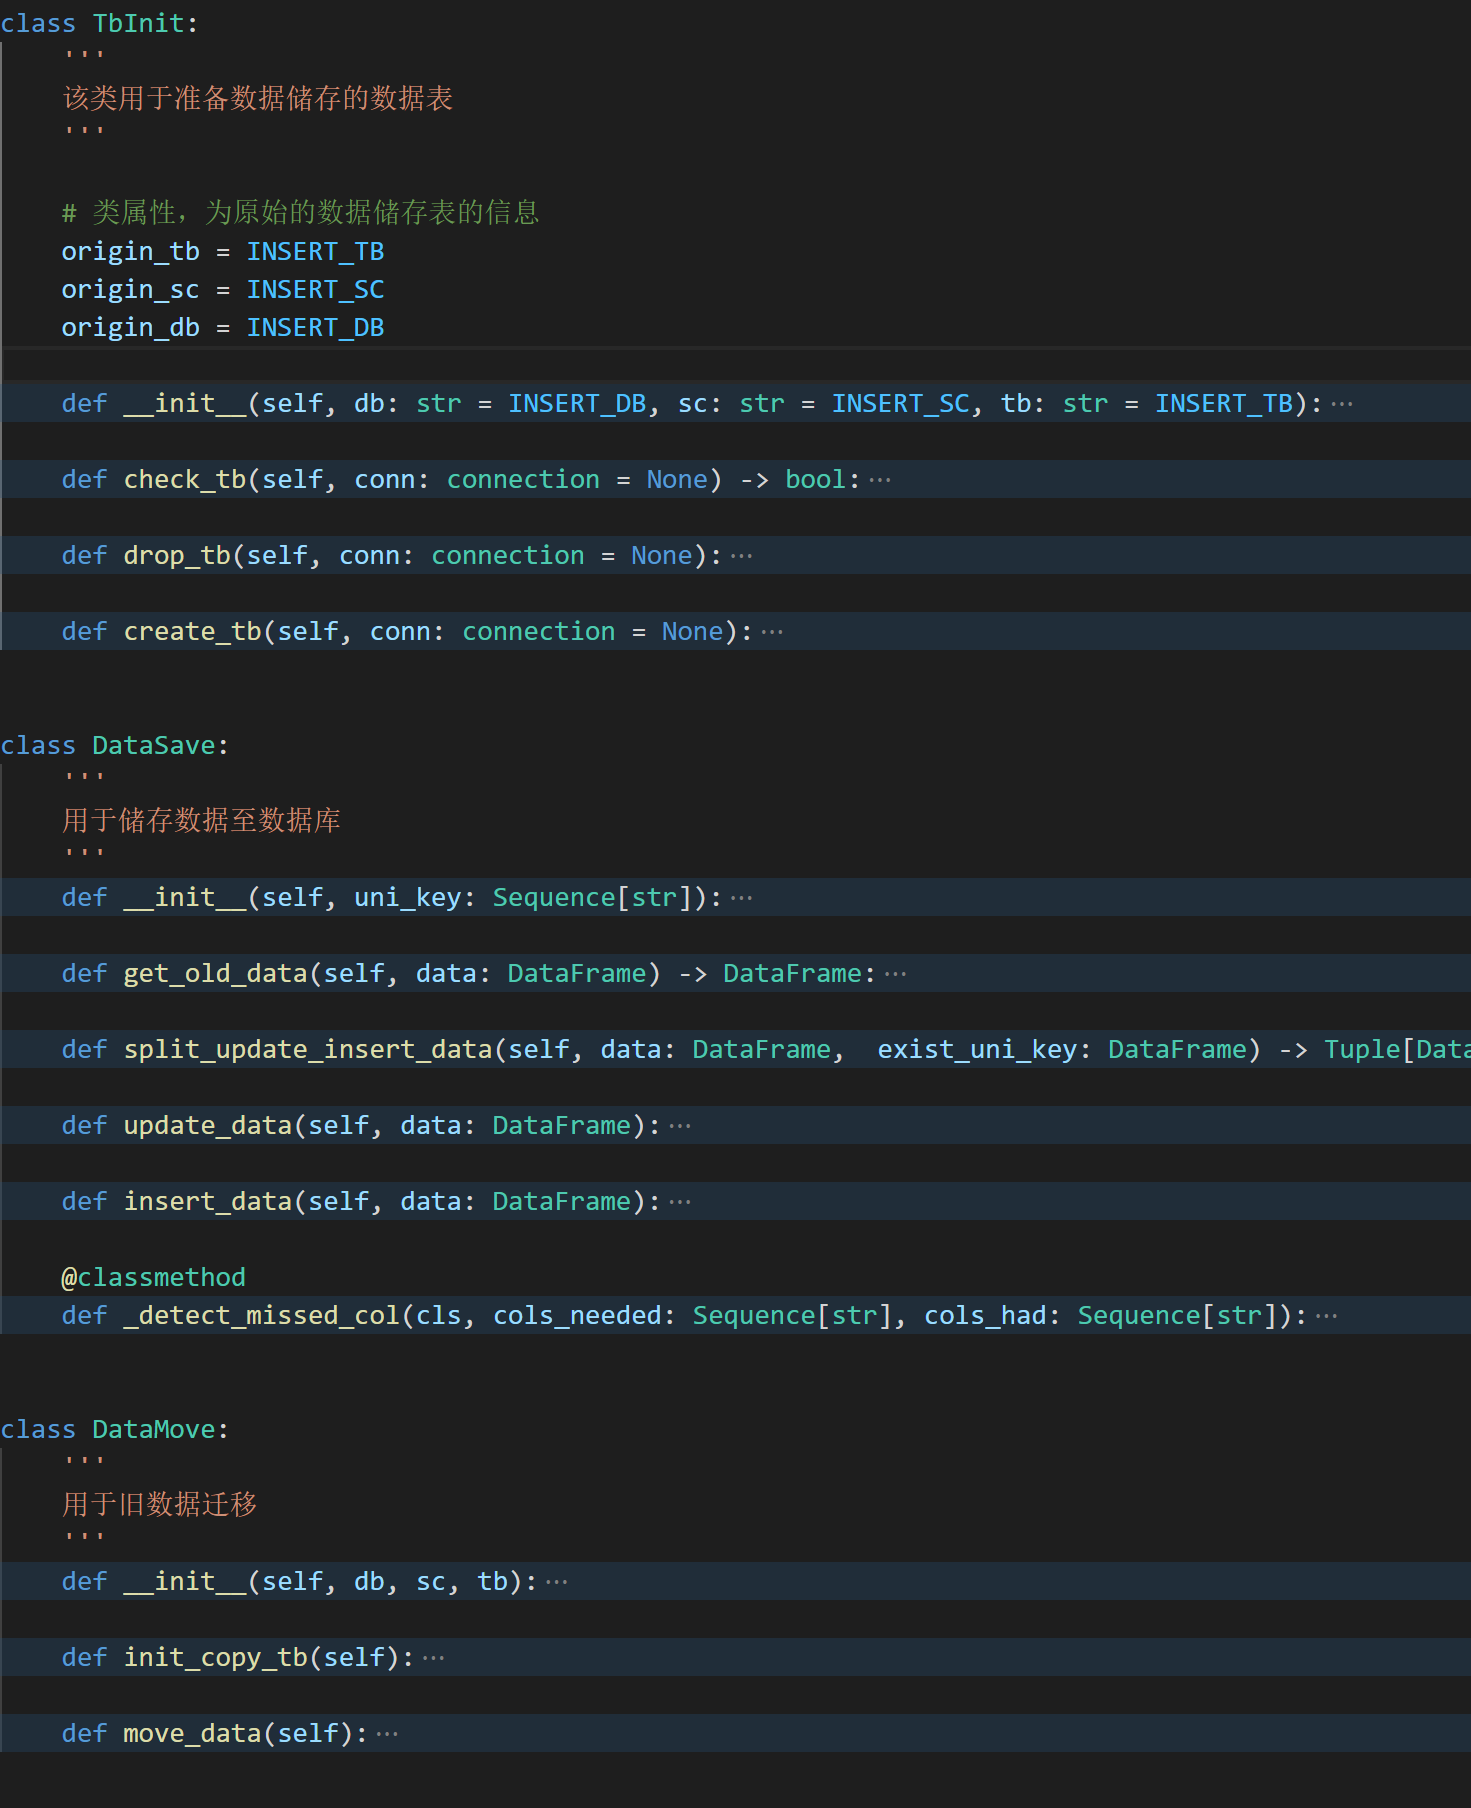 class TbInit:
    '''
    该类用于准备数据储存的数据表
    '''
    # 类属性，为原始的数据储存表的信息
    origin_tb = INSERT_TB
    origin_sc = INSERT_SC
    origin_db = INSERT_DB
    def __init__(self, db: str = INSERT_DB, sc: str = INSERT_SC, tb: str = INSERT_TB):···
    def check_tb(self, conn: connection = None) -> bool:···
    def drop_tb(self, conn: connection = None):···
    def create_tb(self, conn: connection = None):···
class DataSave:
    '''
    用于储存数据至数据库
    '''
    def __init__(self, uni_key: Sequence[str]):···
    def get_old_data(self, data: DataFrame) -> DataFrame:···
    def split_update_insert_data(self, data: DataFrame,  exist_uni_key: DataFrame) -> Tuple[Data
    def update_data(self, data: DataFrame):···
    def insert_data(self, data: DataFrame):···
    @classmethod
    def _detect_missed_col(cls, cols_needed: Sequence[str], cols_had: Sequence[str]):···
class DataMove:
    '''
    用于旧数据迁移
    '''
    def __init__(self, db, sc, tb):···
    def init_copy_tb(self):···
    def move_data(self):···